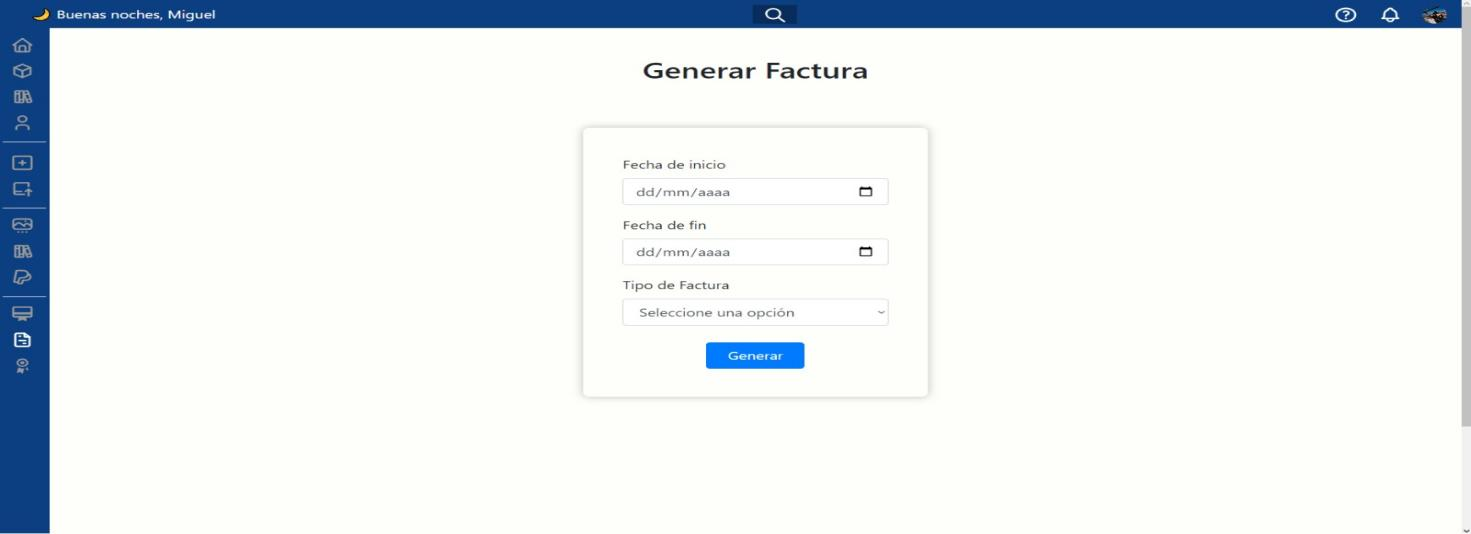 Buenas noches, Miguel
Generar Factura
Fecha de inicio
dd/mm/aaaa
Fecha de fin
dd/mm/aaaa
Tipo de Factura
Seleccione una opción
Generar